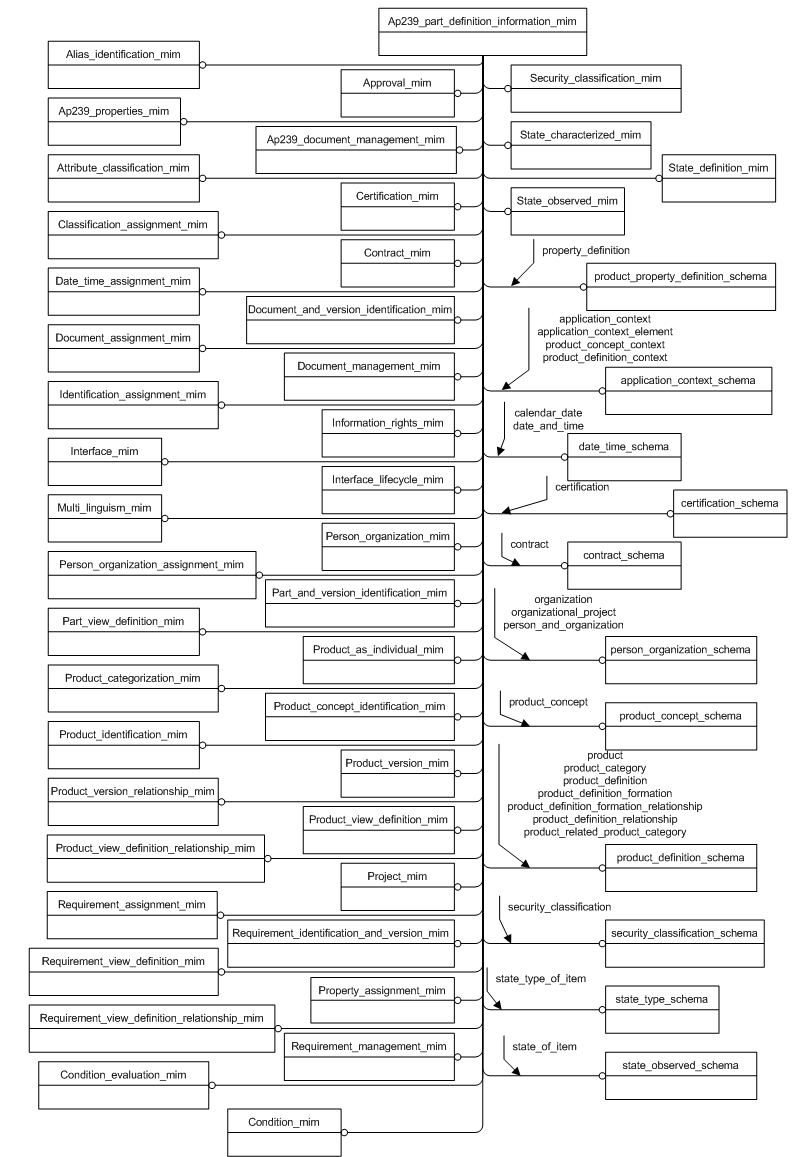 Ap239_part_definition_information_mim
Alias_identification_mim
Approval_mim
Security_classification_mim
Ap239_properties_mim
Ap239_document_management_mim
State_characterized_mim
Attribute_classification_mim
State_definition_mim
Certification_mim
State_observed_mim
Classification_assignment_mim
Contract_mim
property_definition
Date_time_assignment_mim
product_property_definition_schema
Document_and_version_identification_mim
application_context
application_context_element
product_concept_context
product_definition_context
Document_assignment_mim
Document_management_mim
application_context_schema
Identification_assignment_mim
Information_rights_mim
calendar_date
date_and_time
date_time_schema
Interface_mim
Interface_lifecycle_mim
certification
Multi_linguism_mim
certification_schema
Person_organization_mim
contract
contract_schema
Person_organization_assignment_mim
Part_and_version_identification_mim
organization
organizational_project
person_and_organization
Part_view_definition_mim
Product_as_individual_mim
person_organization_schema
Product_categorization_mim
Product_concept_identification_mim
product_concept
product_concept_schema
Product_identification_mim
Product_version_mim
product
product_category
product_definition
product_definition_formation
product_definition_formation_relationship
product_definition_relationship
product_related_product_category
Product_version_relationship_mim
Product_view_definition_mim
Product_view_definition_relationship_mim
product_definition_schema
Project_mim
Requirement_assignment_mim
security_classification
Requirement_identification_and_version_mim
security_classification_schema
Requirement_view_definition_mim
state_type_of_item
Property_assignment_mim
state_type_schema
Requirement_view_definition_relationship_mim
Requirement_management_mim
state_of_item
state_observed_schema
Condition_evaluation_mim
Condition_mim